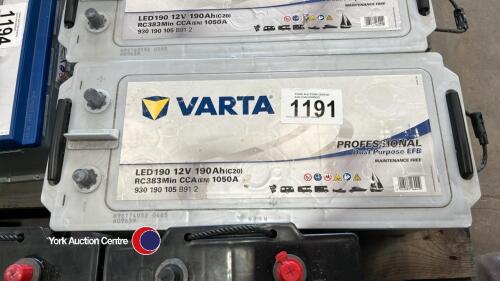 1194
LED190 12V 190Ah(C20)
RC383Min CCA(EN) 1050A
930 190 105 B91 2
MAINTENANCE FREE
VARTA
1191
PROFESSIONAL
Dual Purpose EFB
MAINTENANCE FREE
LED190 12V 190Ah(C20)
RC383Min CCA(EN) 1050A
930 190 105 B91 2
York Auction Centre